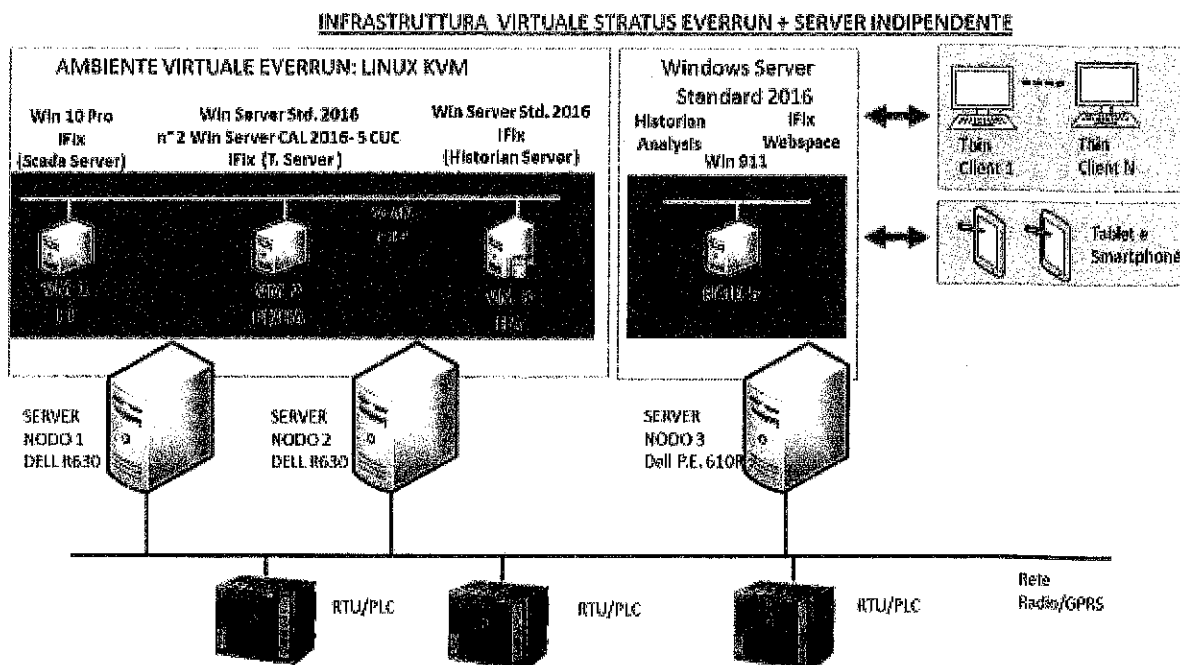 INFRASTRUTTURA VIRTUALE STRATUS EVERRUN + SERVER INDIPENDENTE
AMBIENTE VIRTUALE EVERRUN: LINUX KVM
Win 10 Pro
IFix
(Scada Server)
Win Server Std. 2016
n° 2 Win Server CAL 2016- 5 CUC
IFix (T. Server)
Win Server Std. 2016
IFix
(Historian Server)
Windows Server
Standard 2016
Historian
Analysis
IFix
Webspace
Win 911
Thin
Client 1
Thin
Client N
Tablet e
Smartphone
SERVER
NODO 1
DELL R630
SERVER
NODO 2
DELL R630
SERVER
NODO 3
Dell P.E. 610R
RTU/PLC
RTU/PLC
RTU/PLC
Rete
Radio/GPRS